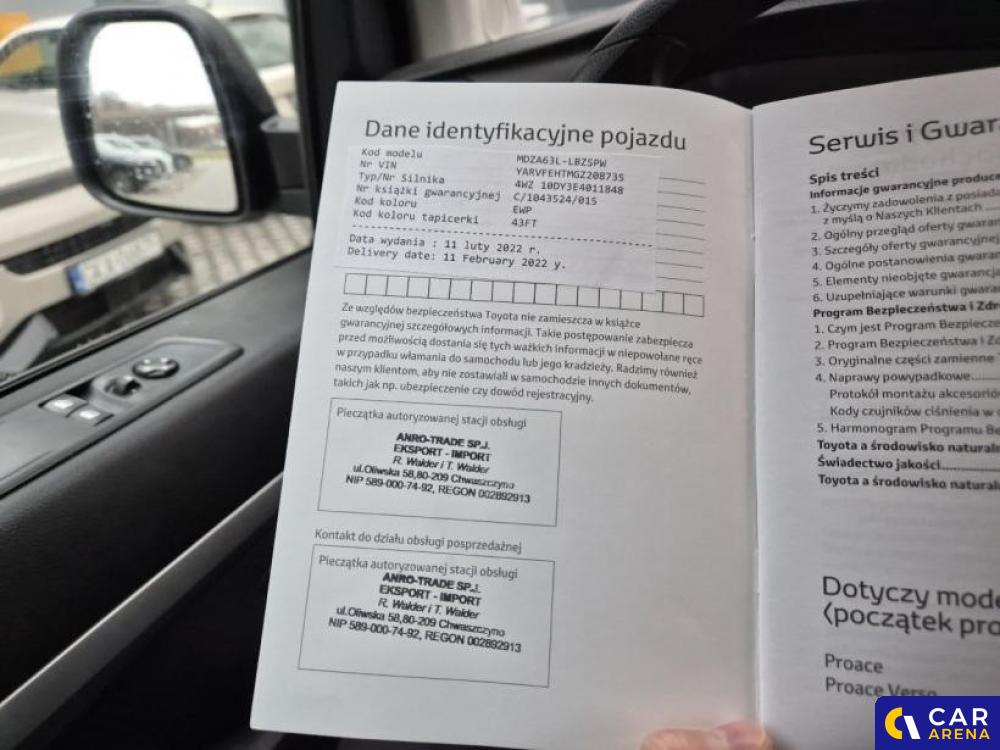 Dane identyfikacyjne pojazdu
Kod modelu MDZA63L-LBZSPW
Nr VIN YARVFEHTMGZ208735
Typ/Nr Silnika 4WZ 10DY3E4011848
Nr książki gwarancyjnej C/1043524/01S
Kod koloru EWP
Kod koloru tapicerki 43FT
Data wydania : 11 luty 2022 r.
Delivery date: 11 February 2022 y.
Ze względów bezpieczeństwa Toyota nie zamieszcza w książce
gwarancyjnej szczegółowych informacji. Takie postępowanie zabezpiecza
przed możliwością dostania się tych ważkich informacji w niepowołane ręce
w przypadku włamania do samochodu lub jego kradzieży. Radzimy również
naszym klientom, aby nie zostawiali w samochodzie innych dokumentów,
takich jak np. ubezpieczenie czy dowód rejestracyjny.
Pieczątka autoryzowanej stacji obsługi
ANRO-TRADE SP.J.
EKSPORT - IMPORT
R. Walder i T. Walder
ul.Oliwska 58,80-209 Chwaszczyno
NIP 589-000-74-92, REGON 002892913
Kontakt do działu obsługi posprzedażnej
Pieczątka autoryzowanej stacji obsługi
ANRO-TRADE SP.J.
EKSPORT - IMPORT
R. Walder i T. Walder
ul.Oliwska 58,80-209 Chwaszczyno
NIP 589-000-74-92, REGON 002892913
Serwis i Gwar
Spis treści
Informacje gwarancyjne produce
1. Życzymy zadowolenia z posiad
z myślą o Naszych Klientach
2. Ogólny przegląd oferty gwaran
3. Szczegóły oferty gwarancyjne
4. Ogólne postanowienia gwaran
5. Elementy nieobjęte gwarancj
6. Uzupełniające warunki gwaran
Program Bezpieczeństwa i Zdr
1. Czym jest Program Bezpiecze
2. Program Bezpieczeństwa i Zd
3. Oryginalne części zamienne
4. Naprawy powypadkowe
Protokół montażu akcesorió
Kody czujników ciśnienia w
5. Harmonogram Programu Be
Toyota a środowisko natural
Świadectwo jakości
Toyota a środowisko natural
Dotyczy mode
(początek pro
Proace
Proace Verso
CAR
ARENA